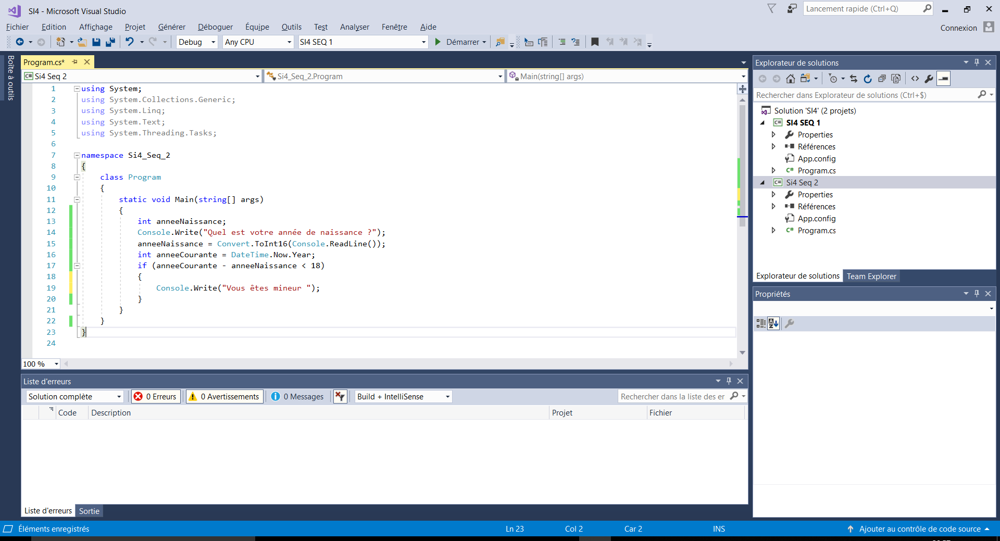 SI4 - Microsoft Visual Studio
Lancement rapide (Ctrl+Q)
Fichier Edition Affichage Projet Générer Déboguer Équipe Outils Test Analyser Fenêtre Aide
Connexion
Debug Any CPU SI4 SEQ 1 Démarrer
Boîte à outils
Program.cs*
C# Si4 Seq 2 Si4_Seq_2.Program Main(string[] args)
1 using System;
2 using System.Collections.Generic;
3 using System.Linq;
4 using System.Text;
5 using System.Threading.Tasks;
6
7 namespace Si4_Seq_2
8 {
9 class Program
10 {
11 static void Main(string[] args)
12 {
13 int anneeNaissance;
14 Console.Write("Quel est votre année de naissance ?");
15 anneeNaissance = Convert.ToInt16(Console.ReadLine());
16 int anneeCourante = DateTime.Now.Year;
17 if (anneeCourante - anneeNaissance < 18)
18 {
19 Console.Write("Vous êtes mineur ");
20 }
21 }
22 }
23 }
24
100 %
Explorateur de solutions
Rechercher dans Explorateur de solutions (Ctrl+$)
Solution 'SI4' (2 projets)
C# SI4 SEQ 1
Properties
Références
App.config
C# Program.cs
C# Si4 Seq 2
Properties
Références
App.config
C# Program.cs
Explorateur de solutions Team Explorer
Propriétés
Liste d'erreurs
Solution complète 0 Erreurs 0 Avertissements 0 Messages Build + IntelliSense Rechercher dans la liste des er
Code Description Projet Fichier
Liste d'erreurs Sortie
Éléments enregistrés Ln 23 Col 2 Car 2 INS Ajouter au contrôle de code source